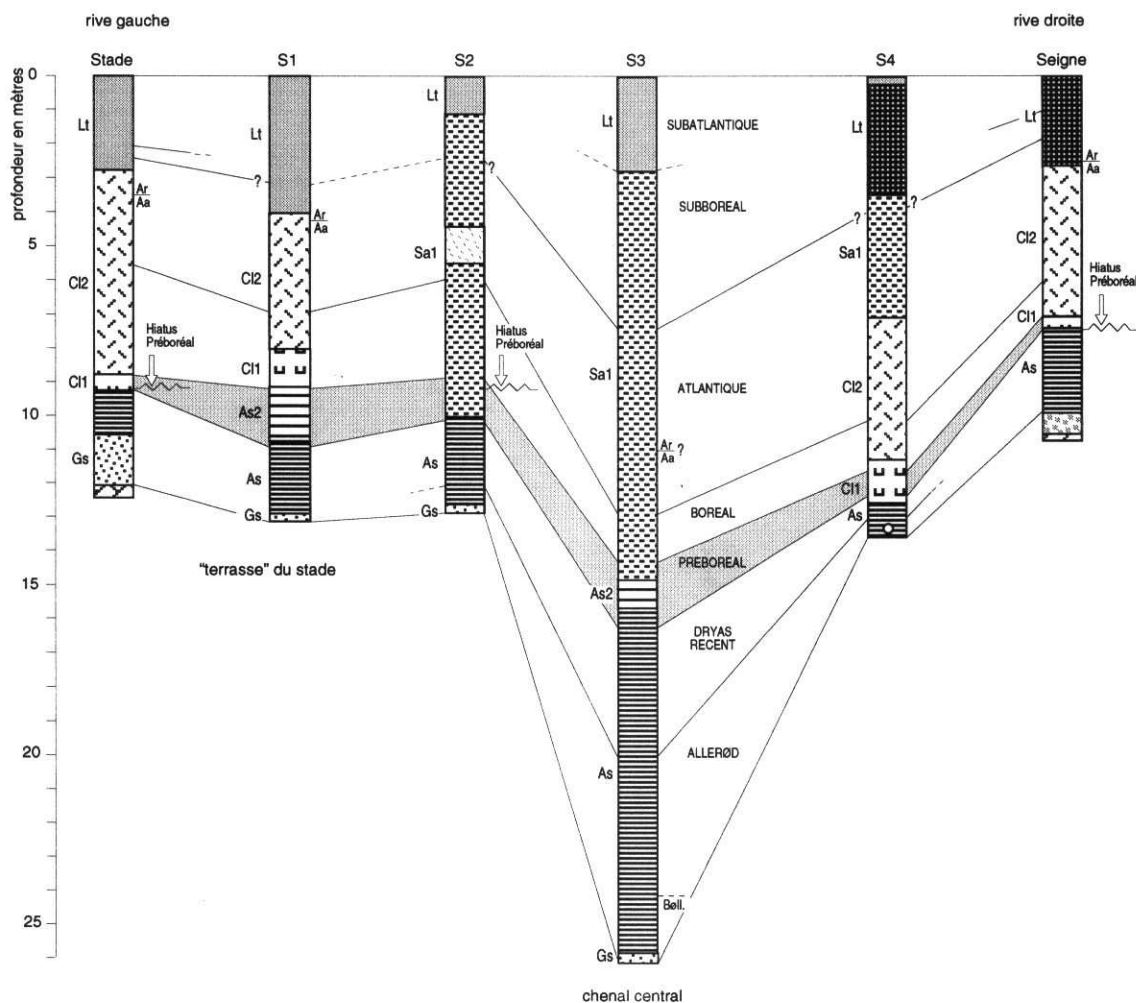 rive gauche
rive droite
Stade
S1
S2
S3
S4
Seigne
profondeur en mètres
0
5
10
15
20
25
Lt
Ar
Aa
Cl2
Hiatus
Préboréal
Cl1
Gs
Lt
?
Ar
Aa
Cl2
Cl1
As2
As
Gs
"terrasse" du stade
Lt
?
Sa1
Hiatus
Préboréal
As
Gs
Lt
Sa1
Ar
Aa ?
As2
As
Bøll.
Gs
chenal central
SUBATLANTIQUE
SUBBOREAL
ATLANTIQUE
BOREAL
PREBOREAL
DRYAS
RECENT
ALLERØD
Lt
? ?
Sa1
Cl2
Cl1
As
Lt
Ar
Aa
Cl2
Hiatus
Préboréal
Cl1
As